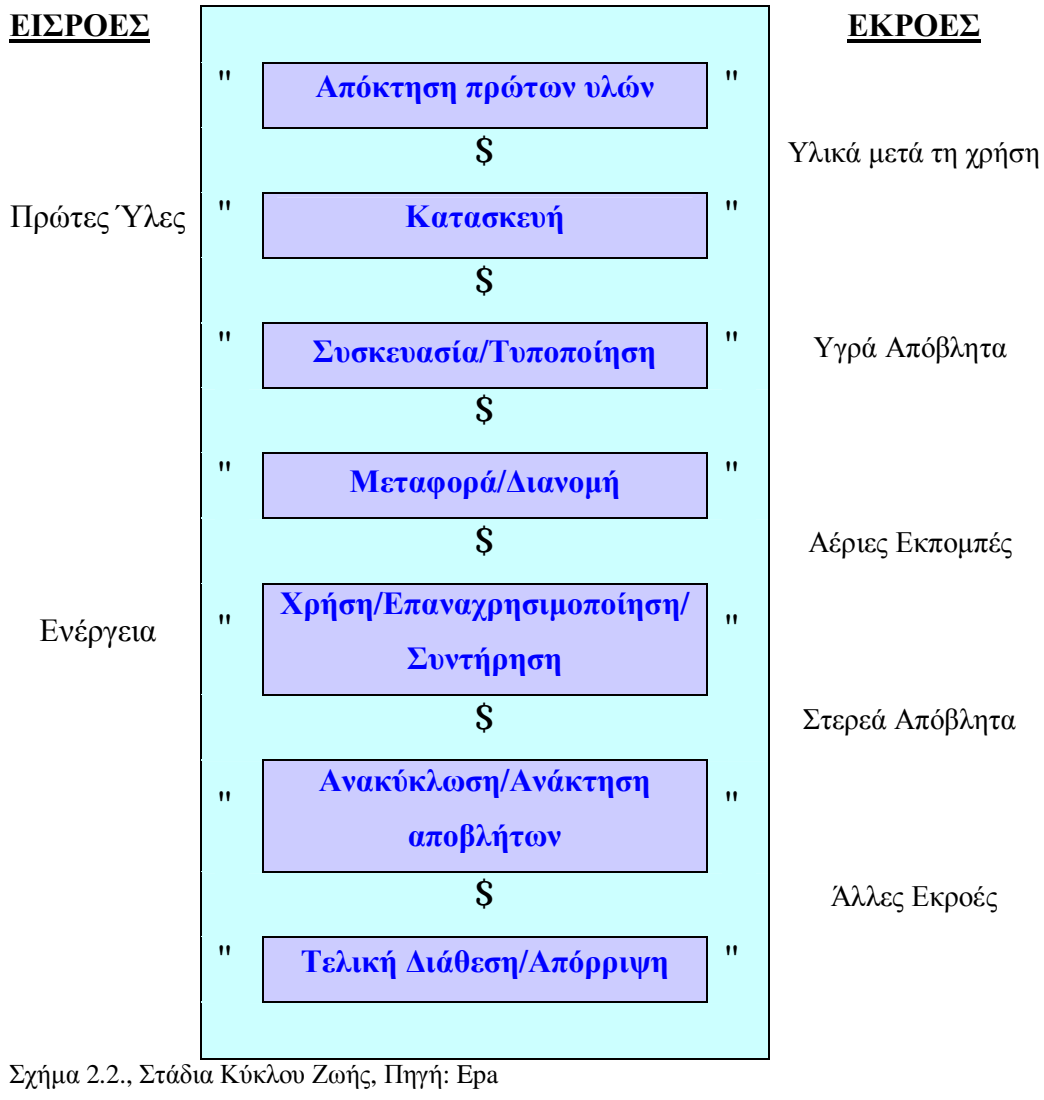 ΕΙΣΡΟΕΣ
ΕΚΡΟΕΣ
" Απόκτηση πρώτων υλών "
$
Υλικά μετά τη χρήση
Πρώτες Ύλες
" Κατασκευή "
$
" Συσκευασία/Τυποποίηση "
Υγρά Απόβλητα
$
" Μεταφορά/Διανομή "
$
Αέριες Εκπομπές
Ενέργεια
" Χρήση/Επαναχρησιμοποίηση/ "
Συντήρηση
$
Στερεά Απόβλητα
" Ανακύκλωση/Ανάκτηση "
αποβλήτων
$
Άλλες Εκροές
" Τελική Διάθεση/Απόρριψη "
Σχήμα 2.2., Στάδια Κύκλου Ζωής, Πηγή: Epa